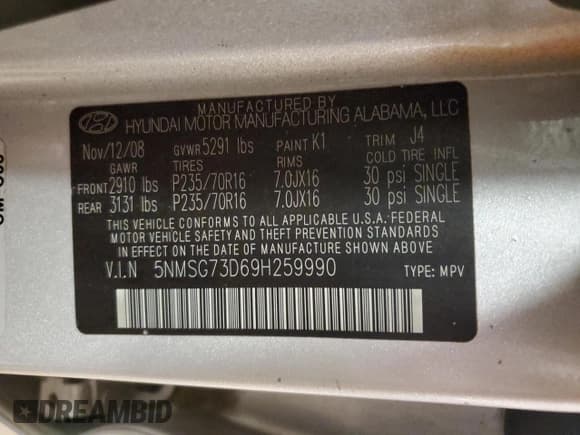 MANUFACTURED BY
HYUNDAI MOTOR MANUFACTURING ALABAMA, LLC
Nov/12/08 GVWR 5291 lbs PAINT K1 TRIM J4
GAWR TIRES RIMS COLD TIRE INFL
FRONT 2910 lbs P235/70R16 7.0JX16 30 psi SINGLE
REAR 3131 lbs P235/70R16 7.0JX16 30 psi SINGLE
THIS VEHICLE CONFORMS TO ALL APPLICABLE U.S.A. FEDERAL
MOTOR VEHICLE SAFETY AND THEFT PREVENTION STANDARDS
IN EFFECT ON THE DATE OF MANUFACTURE SHOWN ABOVE.
V.I.N 5NMSG73D69H259990 TYPE: MPV
DREAMBID